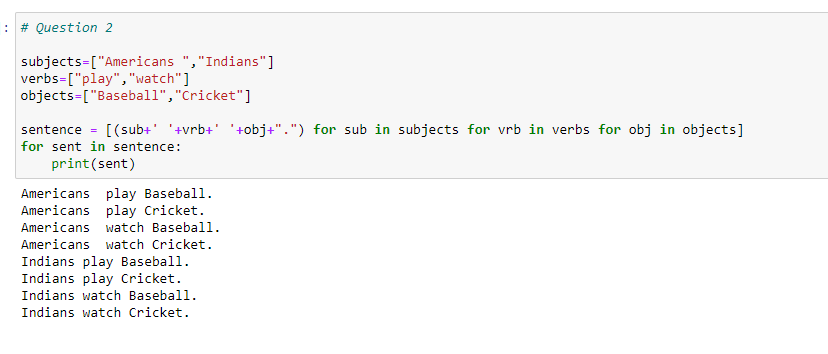 : # Question 2
subjects=["Americans ","Indians"]
verbs=["play","watch"]
objects=["Baseball","Cricket"]
sentence = [(sub+' '+vrb+' '+obj+".") for sub in subjects for vrb in verbs for obj in objects]
for sent in sentence:
    print(sent)
Americans  play Baseball.
Americans  play Cricket.
Americans  watch Baseball.
Americans  watch Cricket.
Indians play Baseball.
Indians play Cricket.
Indians watch Baseball.
Indians watch Cricket.